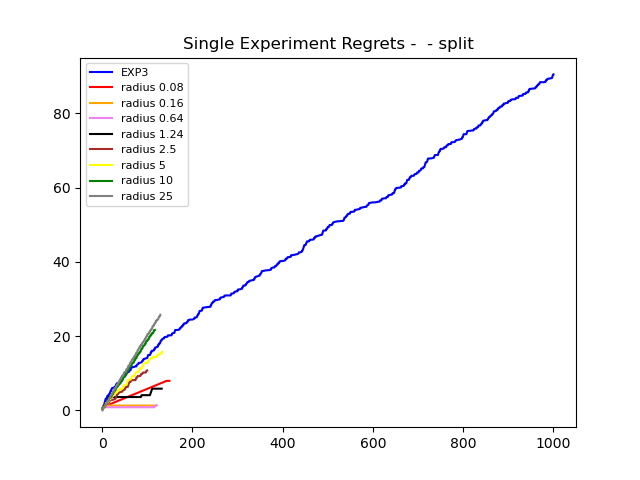 Single Experiment Regrets -  - split
EXP3
radius 0.08
radius 0.16
radius 0.64
radius 1.24
radius 2.5
radius 5
radius 10
radius 25
80
60
40
20
0
0 200 400 600 800 1000